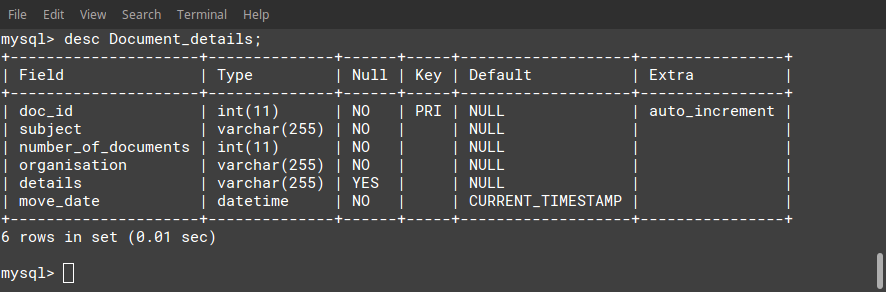 File Edit View Search Terminal Help
mysql> desc Document_details;
+---------------------+--------------+------+-----+-------------------+----------------+
| Field               | Type         | Null | Key | Default           | Extra          |
+---------------------+--------------+------+-----+-------------------+----------------+
| doc_id              | int(11)      | NO   | PRI | NULL              | auto_increment |
| subject             | varchar(255) | NO   |     | NULL              |                |
| number_of_documents | int(11)      | NO   |     | NULL              |                |
| organisation        | varchar(255) | NO   |     | NULL              |                |
| details             | varchar(255) | YES  |     | NULL              |                |
| move_date           | datetime     | NO   |     | CURRENT_TIMESTAMP |                |
+---------------------+--------------+------+-----+-------------------+----------------+
6 rows in set (0.01 sec)
mysql>